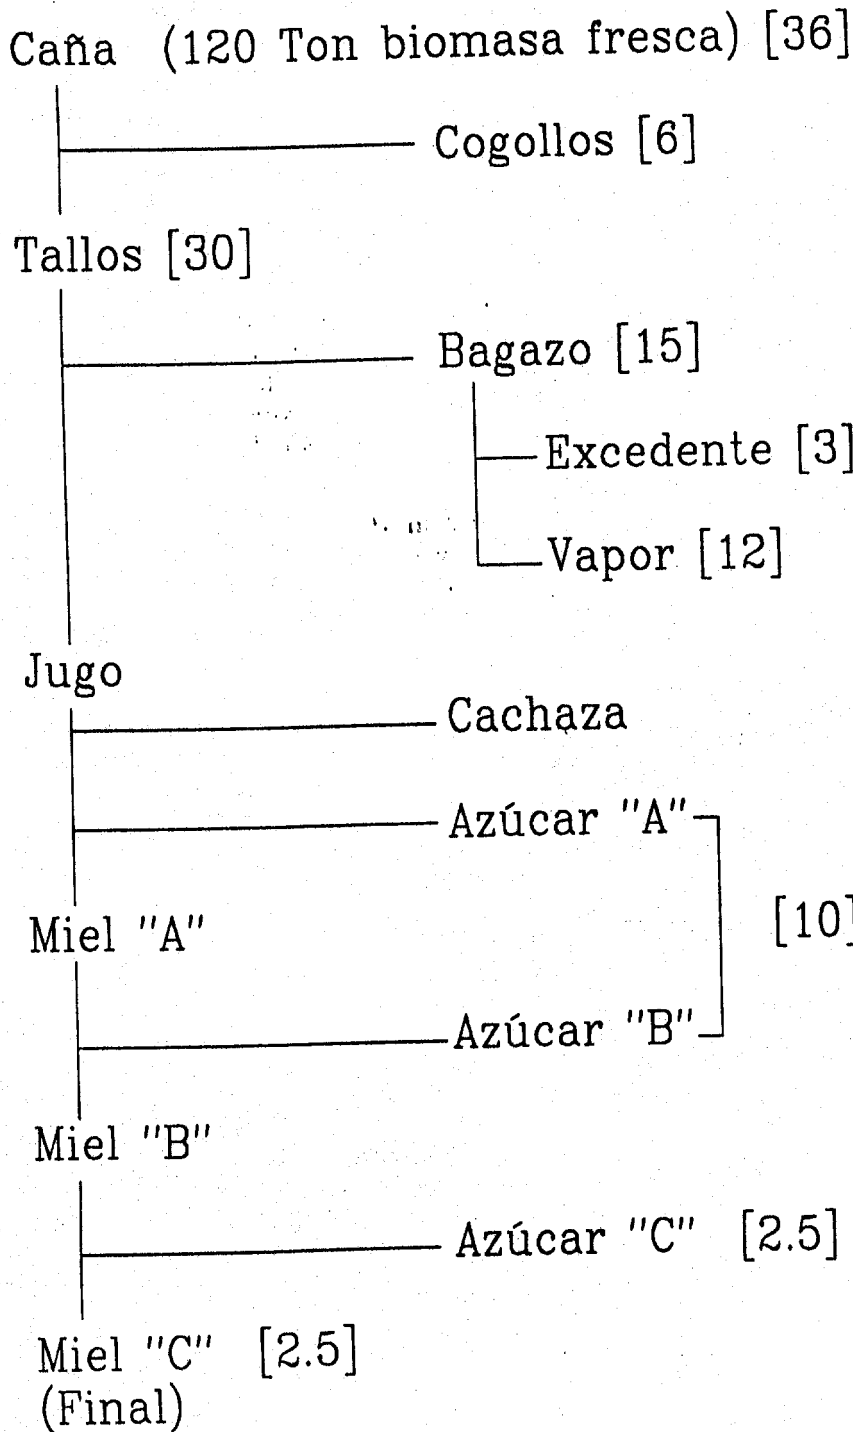 Caña (120 Ton biomasa fresca) [36]
Cogollos [6]
Tallos [30]
Bagazo [15]
Excedente [3]
Vapor [12]
Jugo
Cachaza
Azúcar "A"
Miel "A" [10]
Azúcar "B"
Miel "B"
Azúcar "C" [2.5]
Miel "C" [2.5]
(Final)